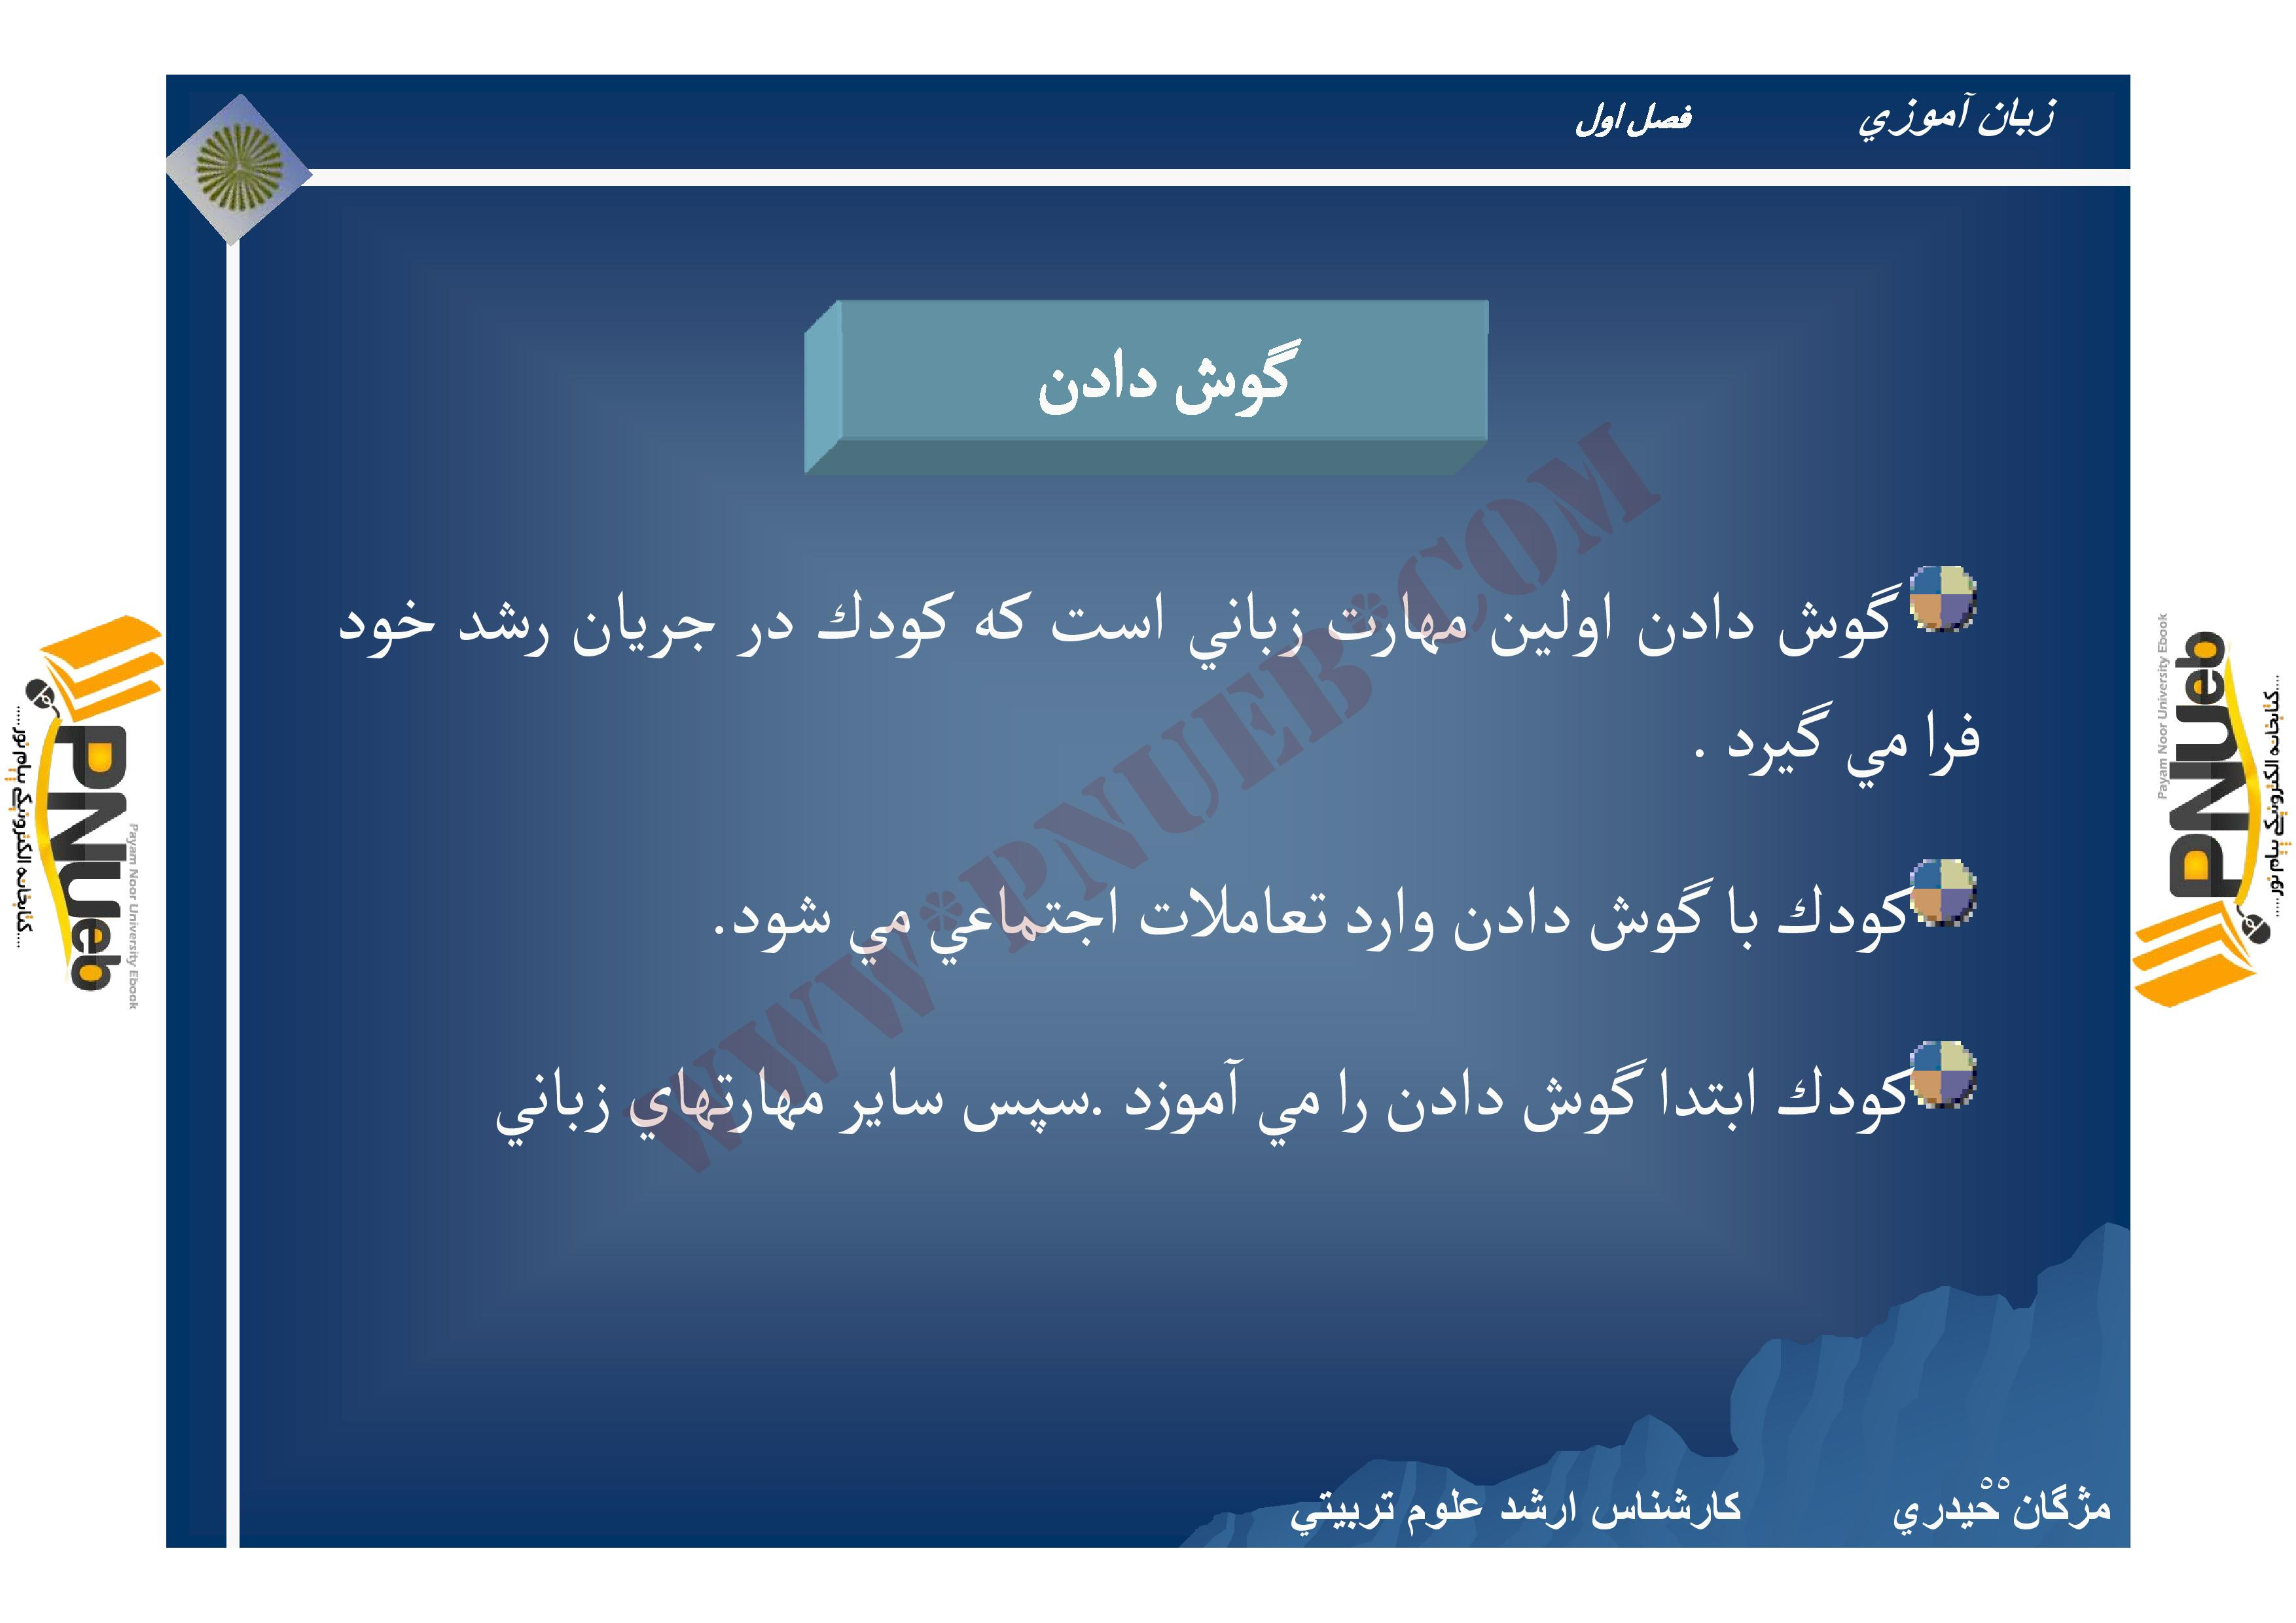 زبان آموزي فصل اول
گوش دادن
گوش دادن اولين مهارت زباني است كه كودك در جريان رشد خود
فرا مي گيرد .
كودك با گوش دادن وارد تعاملات اجتماعي مي شود.
كودك ابتدا گوش دادن را مي آموزد .سپس ساير مهارتهاي زباني
WWW*PNUEB*COM
مژگان حيدري كارشناس ارشد علوم تربيتي
PNUeb
Payam Noor University Ebook
كتابخانه الكترونيكي پيام نور....
PNUeb
Payam Noor University Ebook
كتابخانه الكترونيكي پيام نور....